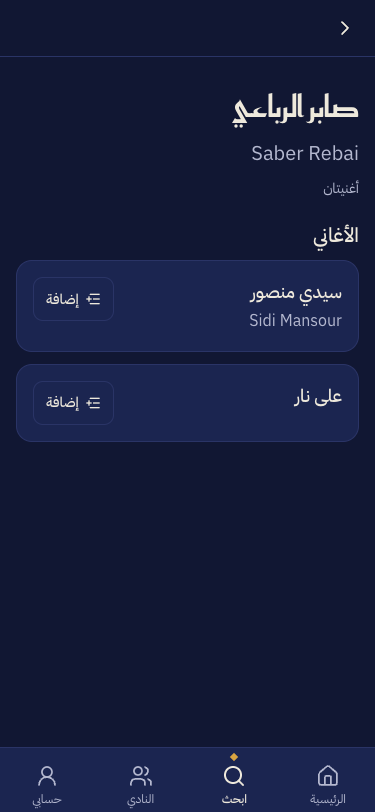 صابر الرباعي
Saber Rebai
أغنيتان
الأغاني
سيدي منصور
Sidi Mansour
إضافة
على نار
إضافة
الرئيسية
ابحث
النادي
حسابي